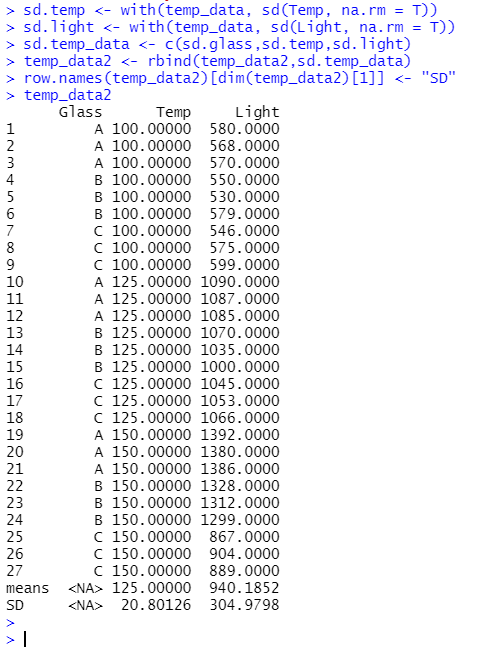 > sd.temp <- with(temp_data, sd(Temp, na.rm = T))
> sd.light <- with(temp_data, sd(Light, na.rm = T))
> sd.temp_data <- c(sd.glass,sd.temp,sd.light)
> temp_data2 <- rbind(temp_data2,sd.temp_data)
> row.names(temp_data2)[dim(temp_data2)[1]] <- "SD"
> temp_data2
      Glass      Temp     Light
1         A 100.00000  580.0000
2         A 100.00000  568.0000
3         A 100.00000  570.0000
4         B 100.00000  550.0000
5         B 100.00000  530.0000
6         B 100.00000  579.0000
7         C 100.00000  546.0000
8         C 100.00000  575.0000
9         C 100.00000  599.0000
10        A 125.00000 1090.0000
11        A 125.00000 1087.0000
12        A 125.00000 1085.0000
13        B 125.00000 1070.0000
14        B 125.00000 1035.0000
15        B 125.00000 1000.0000
16        C 125.00000 1045.0000
17        C 125.00000 1053.0000
18        C 125.00000 1066.0000
19        A 150.00000 1392.0000
20        A 150.00000 1380.0000
21        A 150.00000 1386.0000
22        B 150.00000 1328.0000
23        B 150.00000 1312.0000
24        B 150.00000 1299.0000
25        C 150.00000  867.0000
26        C 150.00000  904.0000
27        C 150.00000  889.0000
means  <NA> 125.00000  940.1852
SD     <NA>  20.80126  304.9798
>
>